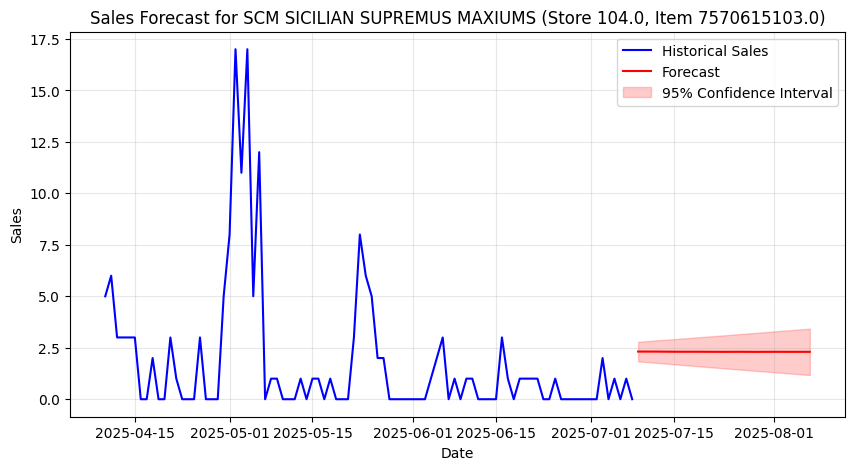 Sales Forecast for SCM SICILIAN SUPREMUS MAXIUMS (Store 104.0, Item 7570615103.0)
Historical Sales
Forecast
95% Confidence Interval
Sales
17.5
15.0
12.5
10.0
7.5
5.0
2.5
0.0
2025-04-15
2025-05-01
2025-05-15
2025-06-01
2025-06-15
2025-07-01
2025-07-15
2025-08-01
Date